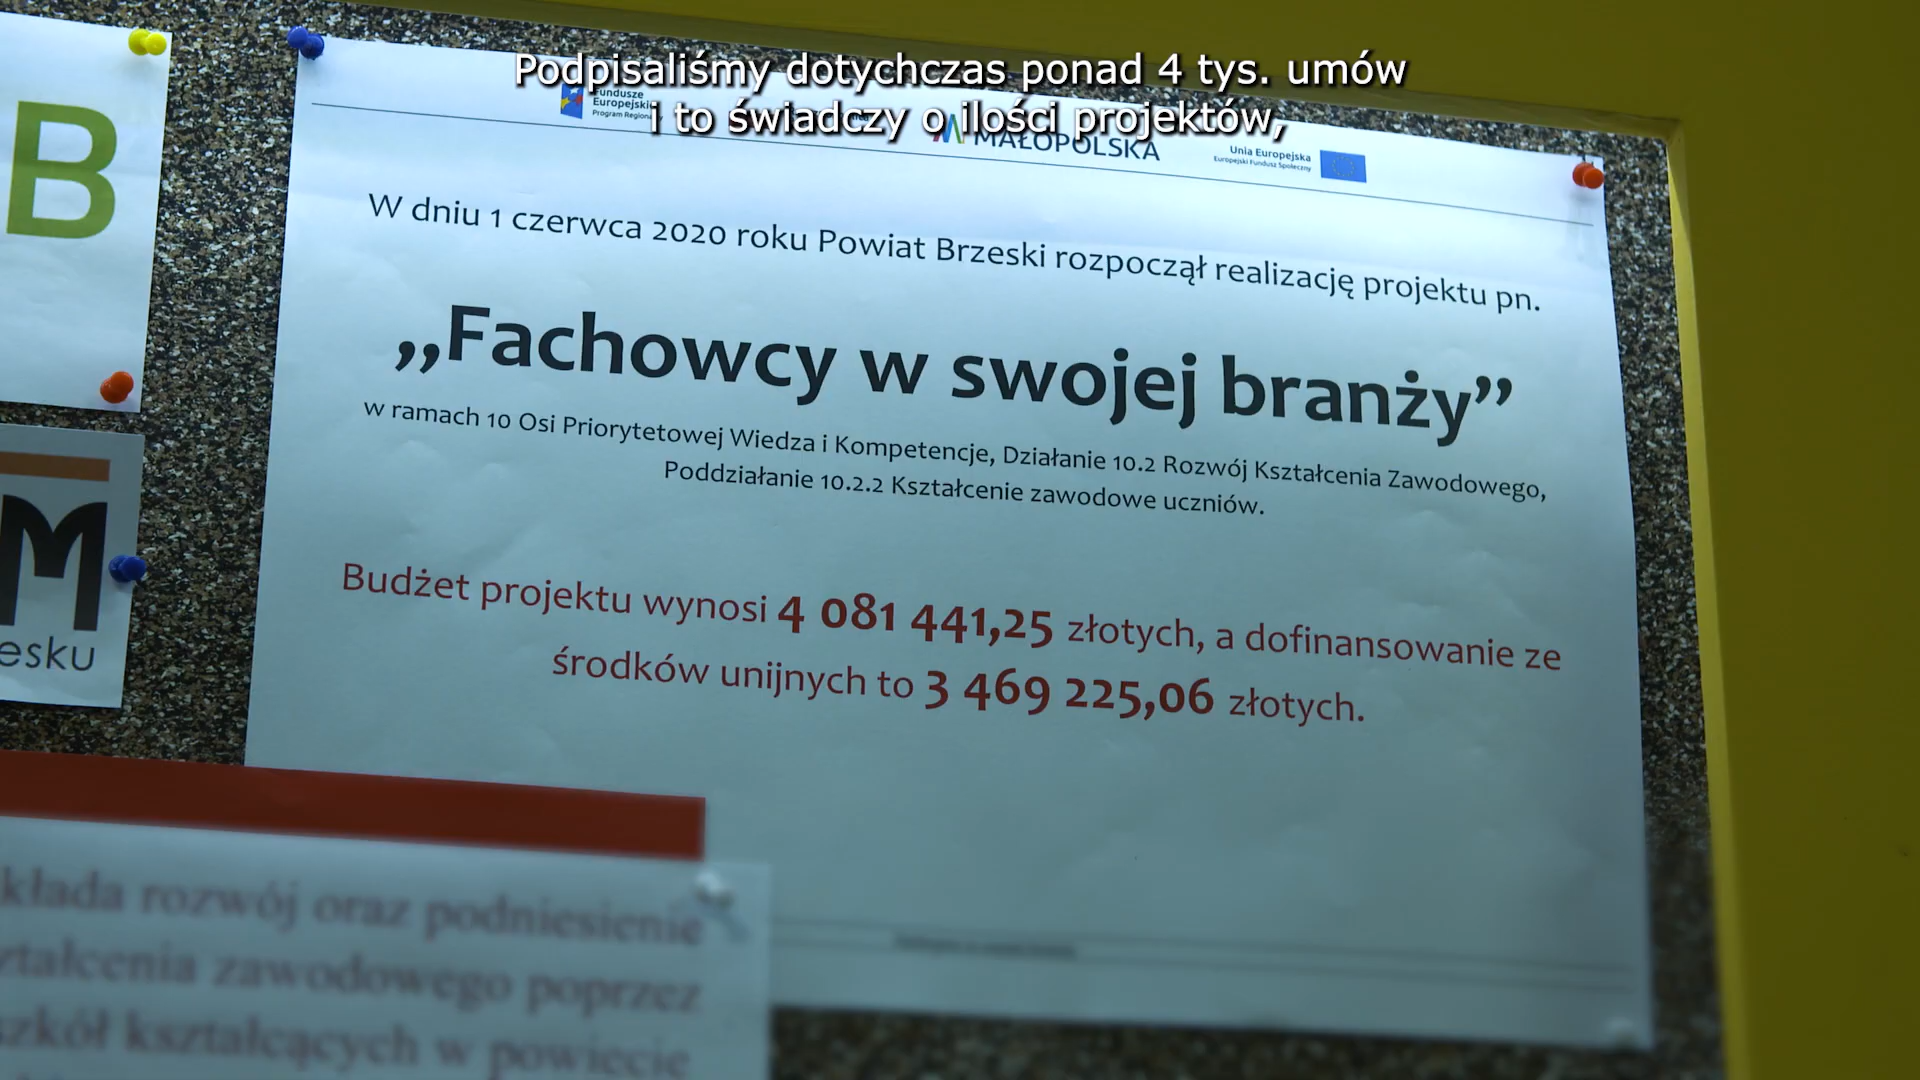 Podpisaliśmy dotychczas ponad 4 tys. umów
i to świadczy o ilości projektów,
Fundusze
Europejskie
Program Regionalny
MAŁOPOLSKA
Unia Europejska
Europejski Fundusz Społeczny
W dniu 1 czerwca 2020 roku Powiat Brzeski rozpoczął realizację projektu pn.
„Fachowcy w swojej branży”
w ramach 10 Osi Priorytetowej Wiedza i Kompetencje, Działanie 10.2 Rozwój Kształcenia Zawodowego,
Poddziałanie 10.2.2 Kształcenie zawodowe uczniów.
Budżet projektu wynosi 4 081 441,25 złotych, a dofinansowanie ze
środków unijnych to 3 469 225,06 złotych.
B
M
esku
kłada rozwój oraz podniesienie
ztałcenia zawodowego poprzez
szkół kształcących w powiecie